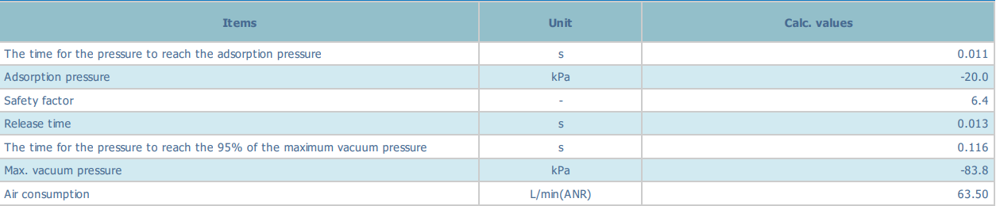 Items Unit Calc. values
The time for the pressure to reach the adsorption pressure s 0.011
Adsorption pressure kPa -20.0
Safety factor - 6.4
Release time s 0.013
The time for the pressure to reach the 95% of the maximum vacuum pressure s 0.116
Max. vacuum pressure kPa -83.8
Air consumption L/min(ANR) 63.50